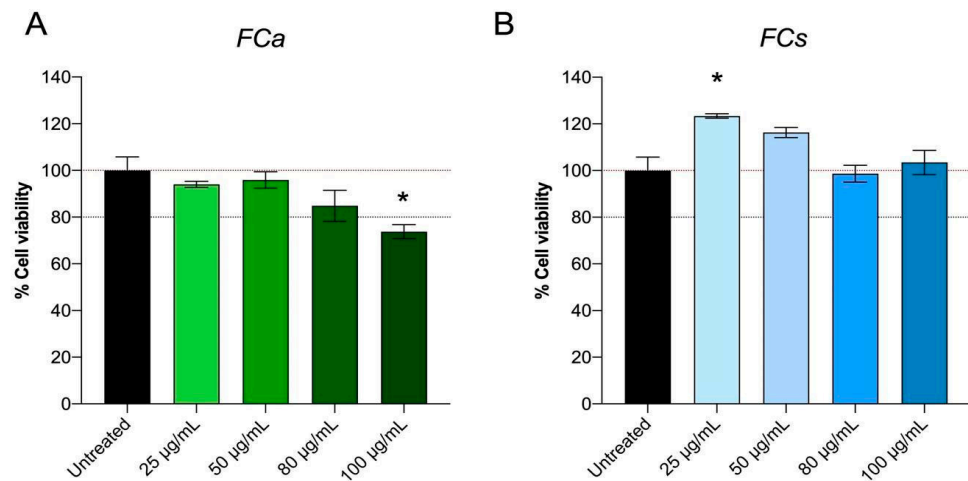 A
FCa
% Cell viability
140
120
100
80
60
40
20
0
*
Untreated
25 µg/mL
50 µg/mL
80 µg/mL
100 µg/mL
B
FCs
% Cell viability
140
120
100
80
60
40
20
0
*
Untreated
25 µg/mL
50 µg/mL
80 µg/mL
100 µg/mL